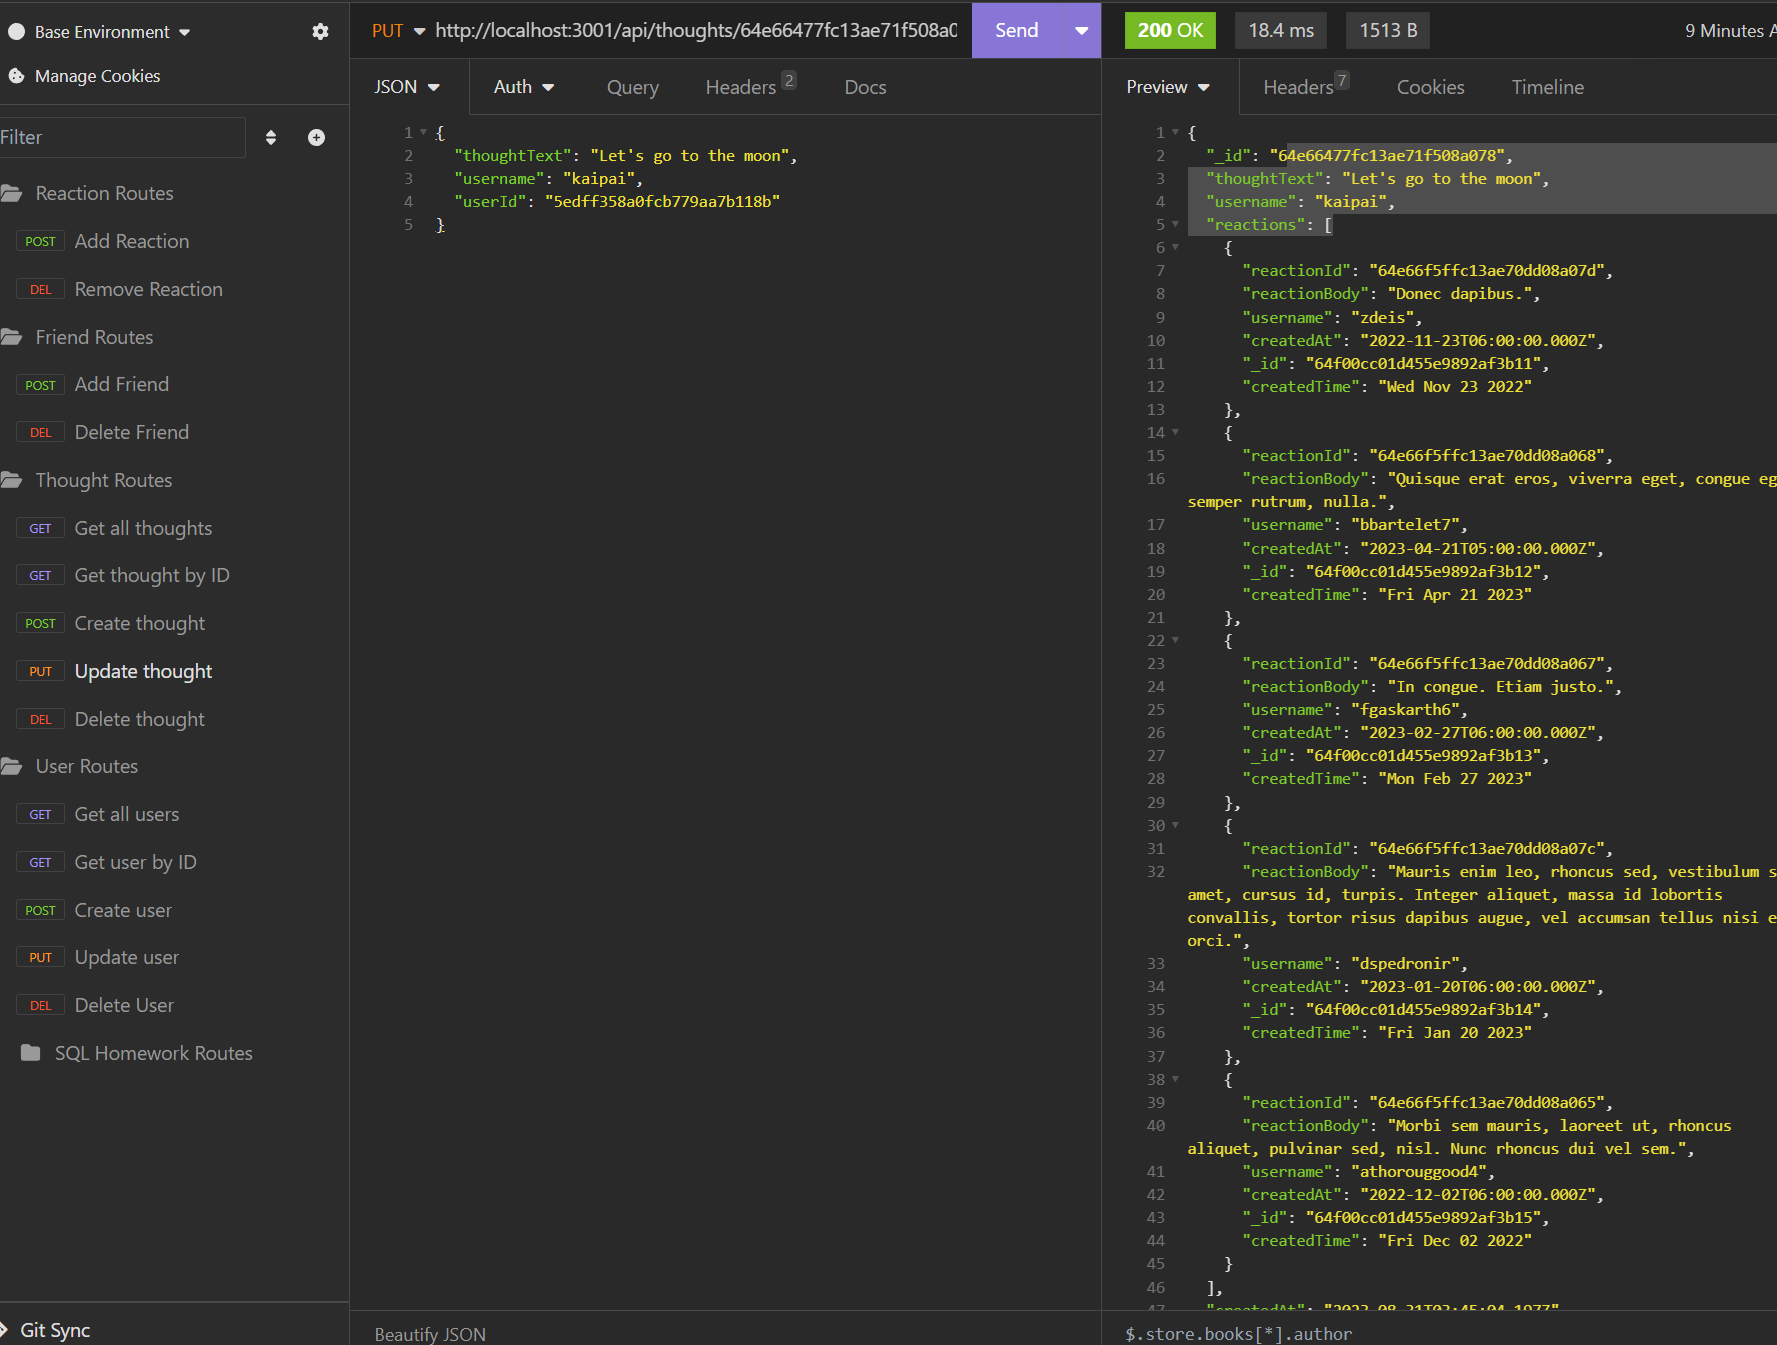 Base Environment
Manage Cookies
Filter
Reaction Routes
POST Add Reaction
DEL Remove Reaction
Friend Routes
POST Add Friend
DEL Delete Friend
Thought Routes
GET Get all thoughts
GET Get thought by ID
POST Create thought
PUT Update thought
DEL Delete thought
User Routes
GET Get all users
GET Get user by ID
POST Create user
PUT Update user
DEL Delete User
SQL Homework Routes
Git Sync
PUT http://localhost:3001/api/thoughts/64e66477fc13ae71f508a0 Send
JSON Auth Query Headers 2 Docs
1 {
2 "thoughtText": "Let's go to the moon",
3 "username": "kaipai",
4 "userId": "5edff358a0fcb779aa7b118b"
5 }
Beautify JSON
200 OK 18.4 ms 1513 B 9 Minutes A
Preview Headers 7 Cookies Timeline
1 {
2 "_id": "64e66477fc13ae71f508a078",
3 "thoughtText": "Let's go to the moon",
4 "username": "kaipai",
5 "reactions": [
6 {
7 "reactionId": "64e66f5ffc13ae70dd08a07d",
8 "reactionBody": "Donec dapibus.",
9 "username": "zdeis",
10 "createdAt": "2022-11-23T06:00:00.000Z",
11 "_id": "64f00cc01d455e9892af3b11",
12 "createdTime": "Wed Nov 23 2022"
13 },
14 {
15 "reactionId": "64e66f5ffc13ae70dd08a068",
16 "reactionBody": "Quisque erat eros, viverra eget, congue eg
semper rutrum, nulla.",
17 "username": "bbartelet7",
18 "createdAt": "2023-04-21T05:00:00.000Z",
19 "_id": "64f00cc01d455e9892af3b12",
20 "createdTime": "Fri Apr 21 2023"
21 },
22 {
23 "reactionId": "64e66f5ffc13ae70dd08a067",
24 "reactionBody": "In congue. Etiam justo.",
25 "username": "fgaskarth6",
26 "createdAt": "2023-02-27T06:00:00.000Z",
27 "_id": "64f00cc01d455e9892af3b13",
28 "createdTime": "Mon Feb 27 2023"
29 },
30 {
31 "reactionId": "64e66f5ffc13ae70dd08a07c",
32 "reactionBody": "Mauris enim leo, rhoncus sed, vestibulum s
amet, cursus id, turpis. Integer aliquet, massa id lobortis
convallis, tortor risus dapibus augue, vel accumsan tellus nisi e
orci.",
33 "username": "dspedronir",
34 "createdAt": "2023-01-20T06:00:00.000Z",
35 "_id": "64f00cc01d455e9892af3b14",
36 "createdTime": "Fri Jan 20 2023"
37 },
38 {
39 "reactionId": "64e66f5ffc13ae70dd08a065",
40 "reactionBody": "Morbi sem mauris, laoreet ut, rhoncus
aliquet, pulvinar sed, nisl. Nunc rhoncus dui vel sem.",
41 "username": "athorouggood4",
42 "createdAt": "2022-12-02T06:00:00.000Z",
43 "_id": "64f00cc01d455e9892af3b15",
44 "createdTime": "Fri Dec 02 2022"
45 }
46 ],
47 "createdAt": "2023-08-31T03:45:04.197Z"
$.store.books[*].author